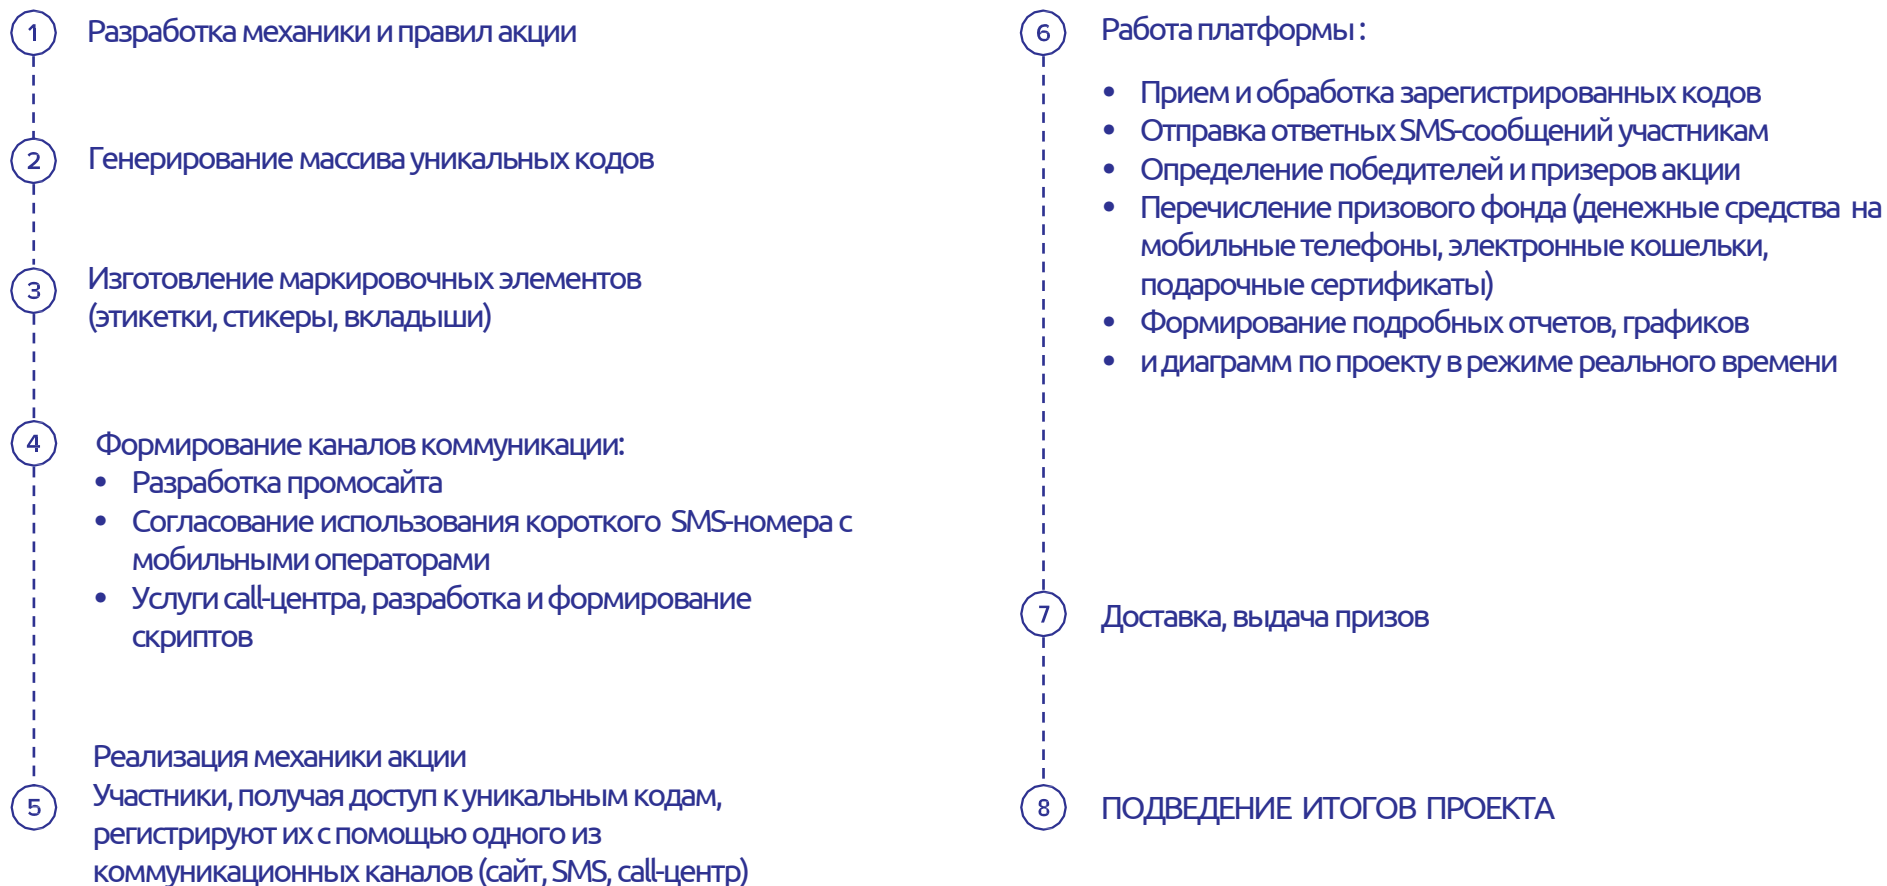 1 Разработка механики и правил акции
2 Генерирование массива уникальных кодов
3 Изготовление маркировочных элементов
(этикетки, стикеры, вкладыши)
4 Формирование каналов коммуникации:
• Разработка промосайта
• Согласование использования короткого SMS-номера с
мобильными операторами
• Услуги call-центра, разработка и формирование
скриптов
Реализация механики акции
5 Участники, получая доступ к уникальным кодам,
регистрируют их с помощью одного из
коммуникационных каналов (сайт, SMS, call-центр)
6 Работа платформы :
• Прием и обработка зарегистрированных кодов
• Отправка ответных SMS-сообщений участникам
• Определение победителей и призеров акции
• Перечисление призового фонда (денежные средства на
мобильные телефоны, электронные кошельки,
подарочные сертификаты)
• Формирование подробных отчетов, графиков
• и диаграмм по проекту в режиме реального времени
7 Доставка, выдача призов
8 ПОДВЕДЕНИЕ ИТОГОВ ПРОЕКТА